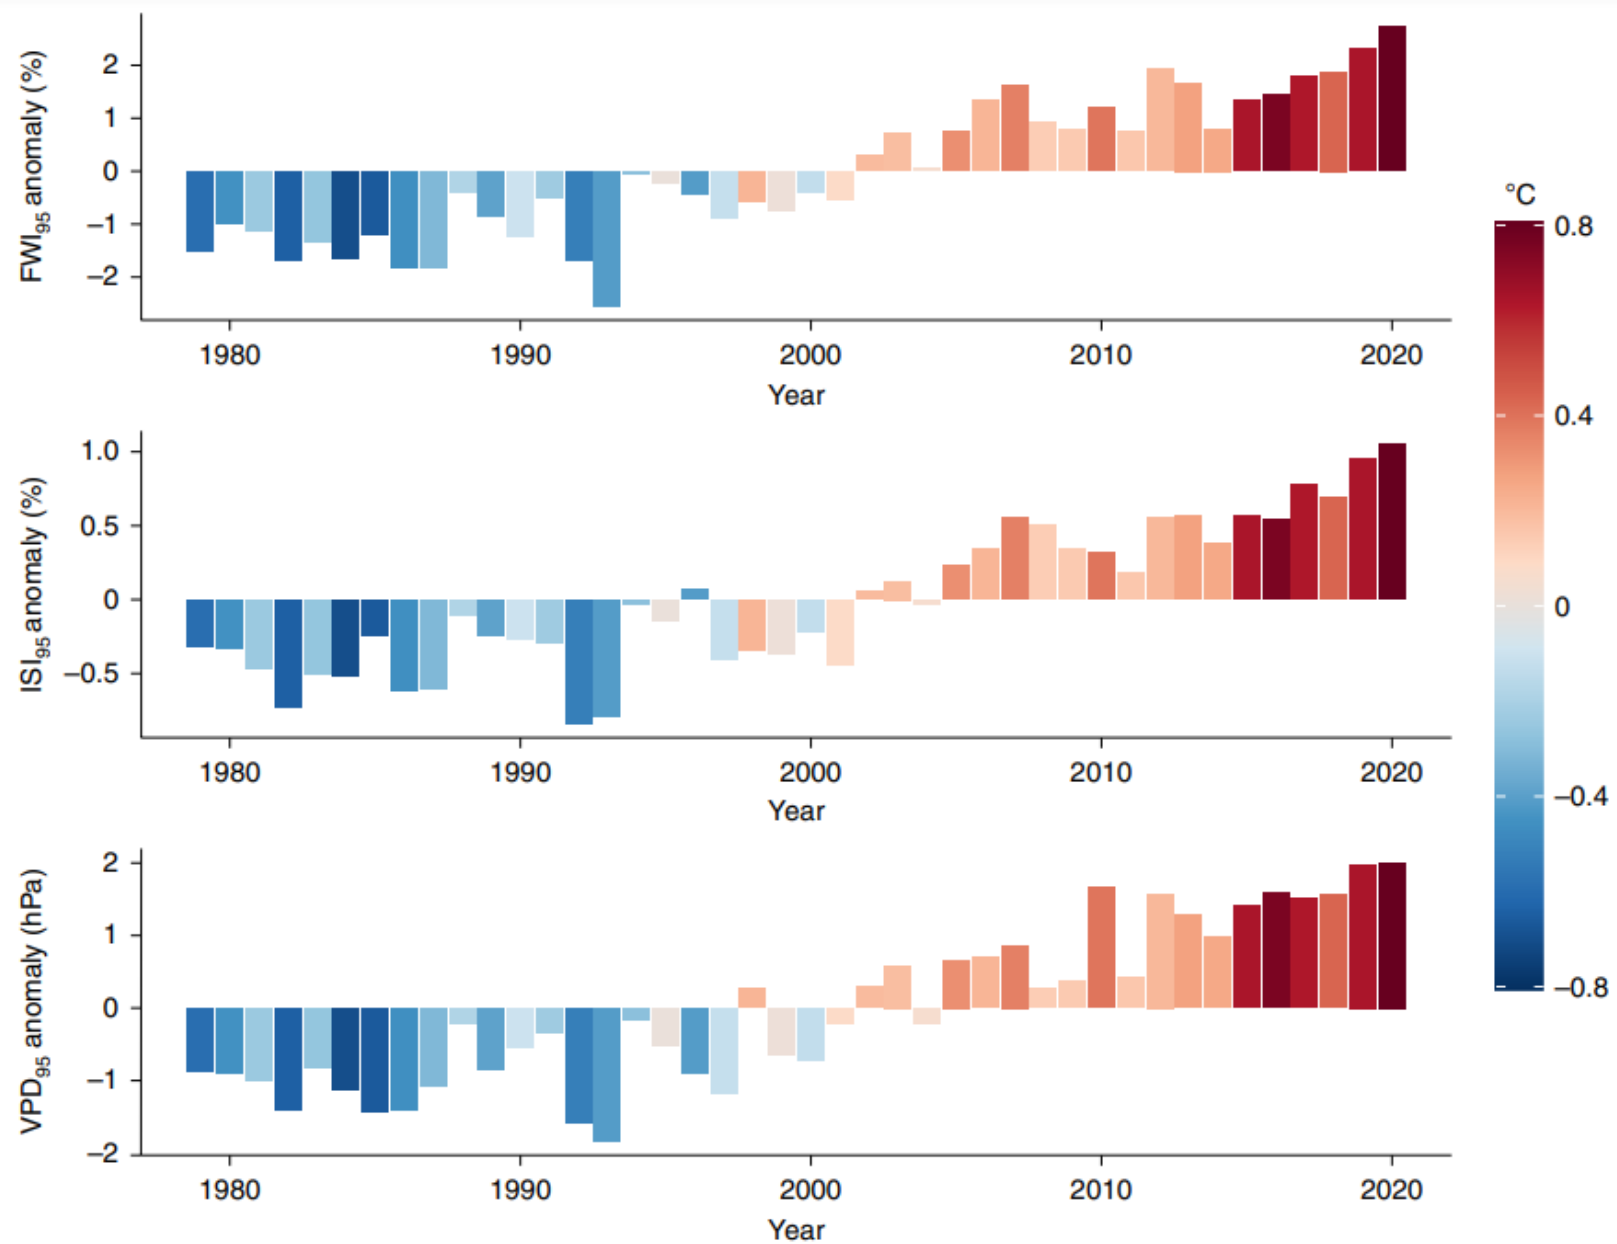 FWI95 anomaly (%)
2
1
0
–1
–2
1980 1990 2000 2010 2020
Year
ISI95 anomaly (%)
1.0
0.5
0
–0.5
1980 1990 2000 2010 2020
Year
VPD95 anomaly (hPa)
2
1
0
–1
–2
1980 1990 2000 2010 2020
Year
°C
0.8
0.4
0
–0.4
–0.8